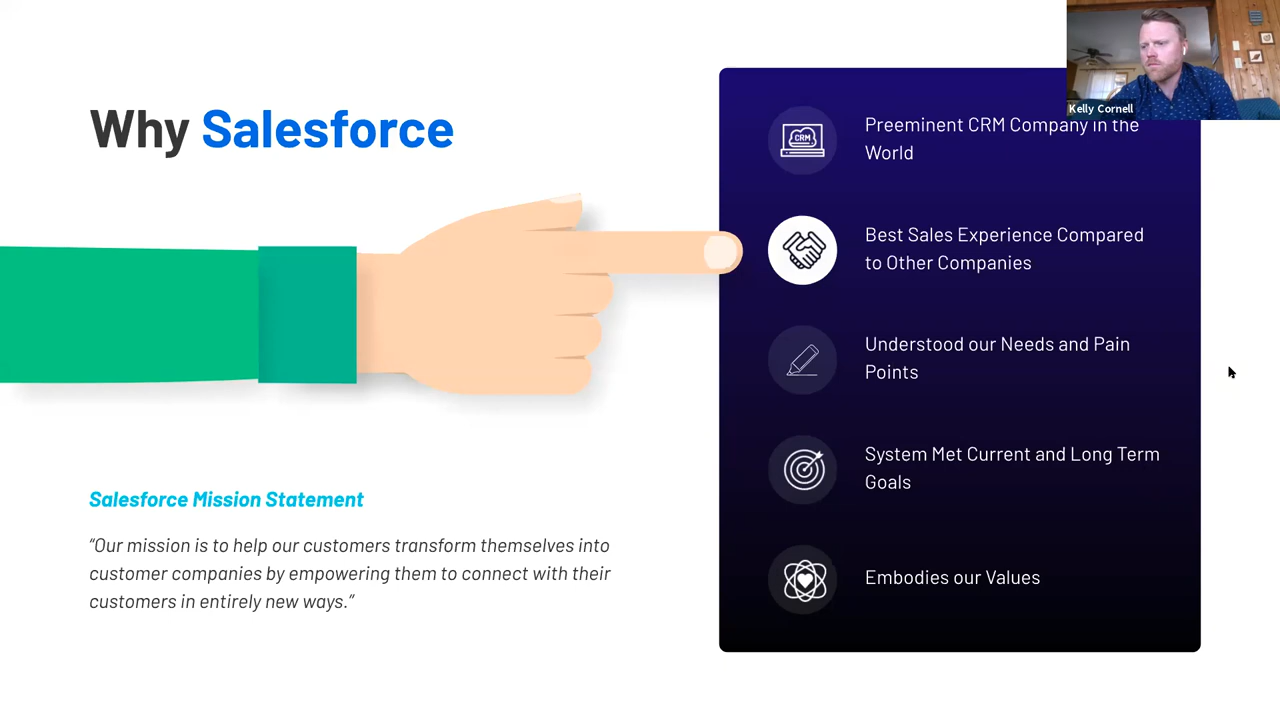 Why Salesforce
Salesforce Mission Statement
“Our mission is to help our customers transform themselves into
customer companies by empowering them to connect with their
customers in entirely new ways.”
Kelly Cornell
CRM
Preeminent CRM Company in the
World
Best Sales Experience Compared
to Other Companies
Understood our Needs and Pain
Points
System Met Current and Long Term
Goals
Embodies our Values